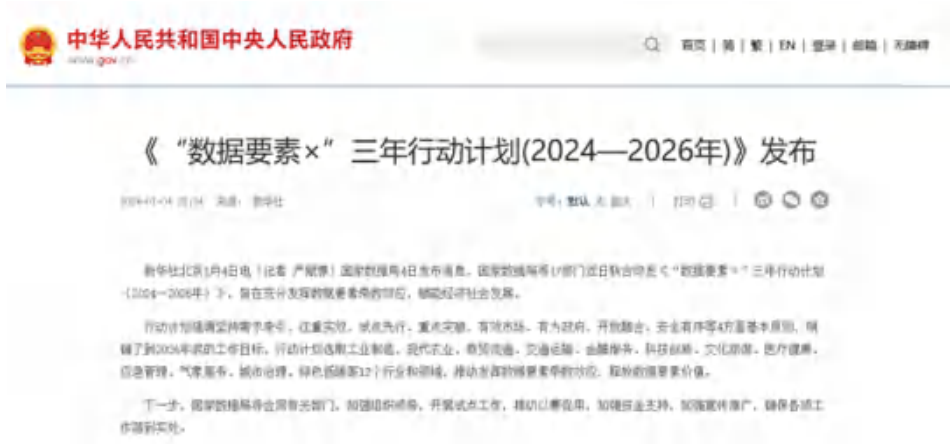 中华人民共和国中央人民政府
www.gov.cn
首页 | 简 | 繁 | EN | 登录 | 邮箱 | 无障碍
《“数据要素×”三年行动计划(2024—2026年)》发布
来源: 新华社
字号: 默认 大 超大 | 打印
新华社北京1月4日电(记者 严赋憬)国家数据局4日发布消息,国家数据局等17部门近日联合印发《“数据要素×”三年行动计划
(2024—2026年)》,旨在充分发挥数据要素乘数效应,赋能经济社会发展。
行动计划强调坚持需求牵引、注重实效,试点先行、重点突破,有效市场、有为政府,开放融合、安全有序等4方面基本原则,明
确了到2026年底的工作目标。行动计划选取工业制造、现代农业、商贸流通、交通运输、金融服务、科技创新、文化旅游、医疗健康、
应急管理、气象服务、城市治理、绿色低碳等12个行业和领域,推动发挥数据要素乘数效应,释放数据要素价值。
下一步,国家数据局将会同有关部门,加强组织领导,开展试点工作,推动以赛促用,加强资金支持,加强宣传推广,确保各项工
作落到实处。